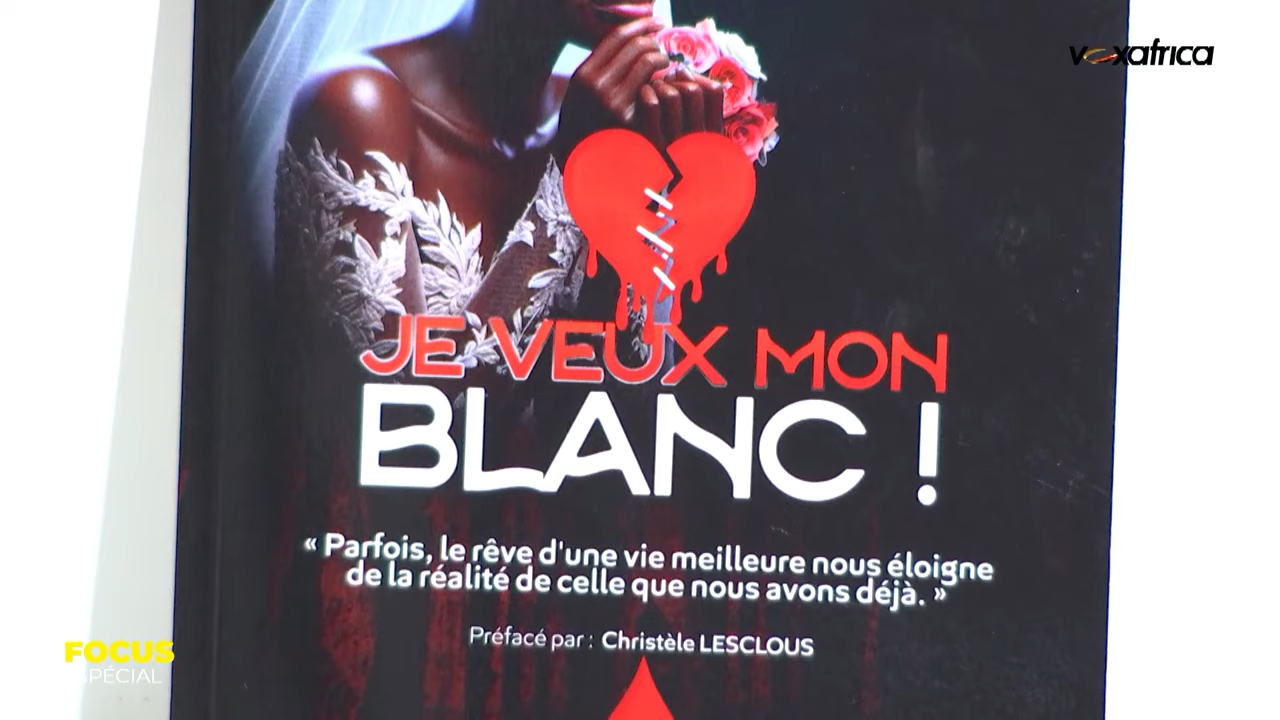 voxafrica
JE VEUX MON
BLANC !
« Parfois, le rêve d'une vie meilleure nous éloigne
de la réalité de celle que nous avons déjà. »
Préfacé par : Christèle LESCLOUS
FOCUS
SPÉCIAL